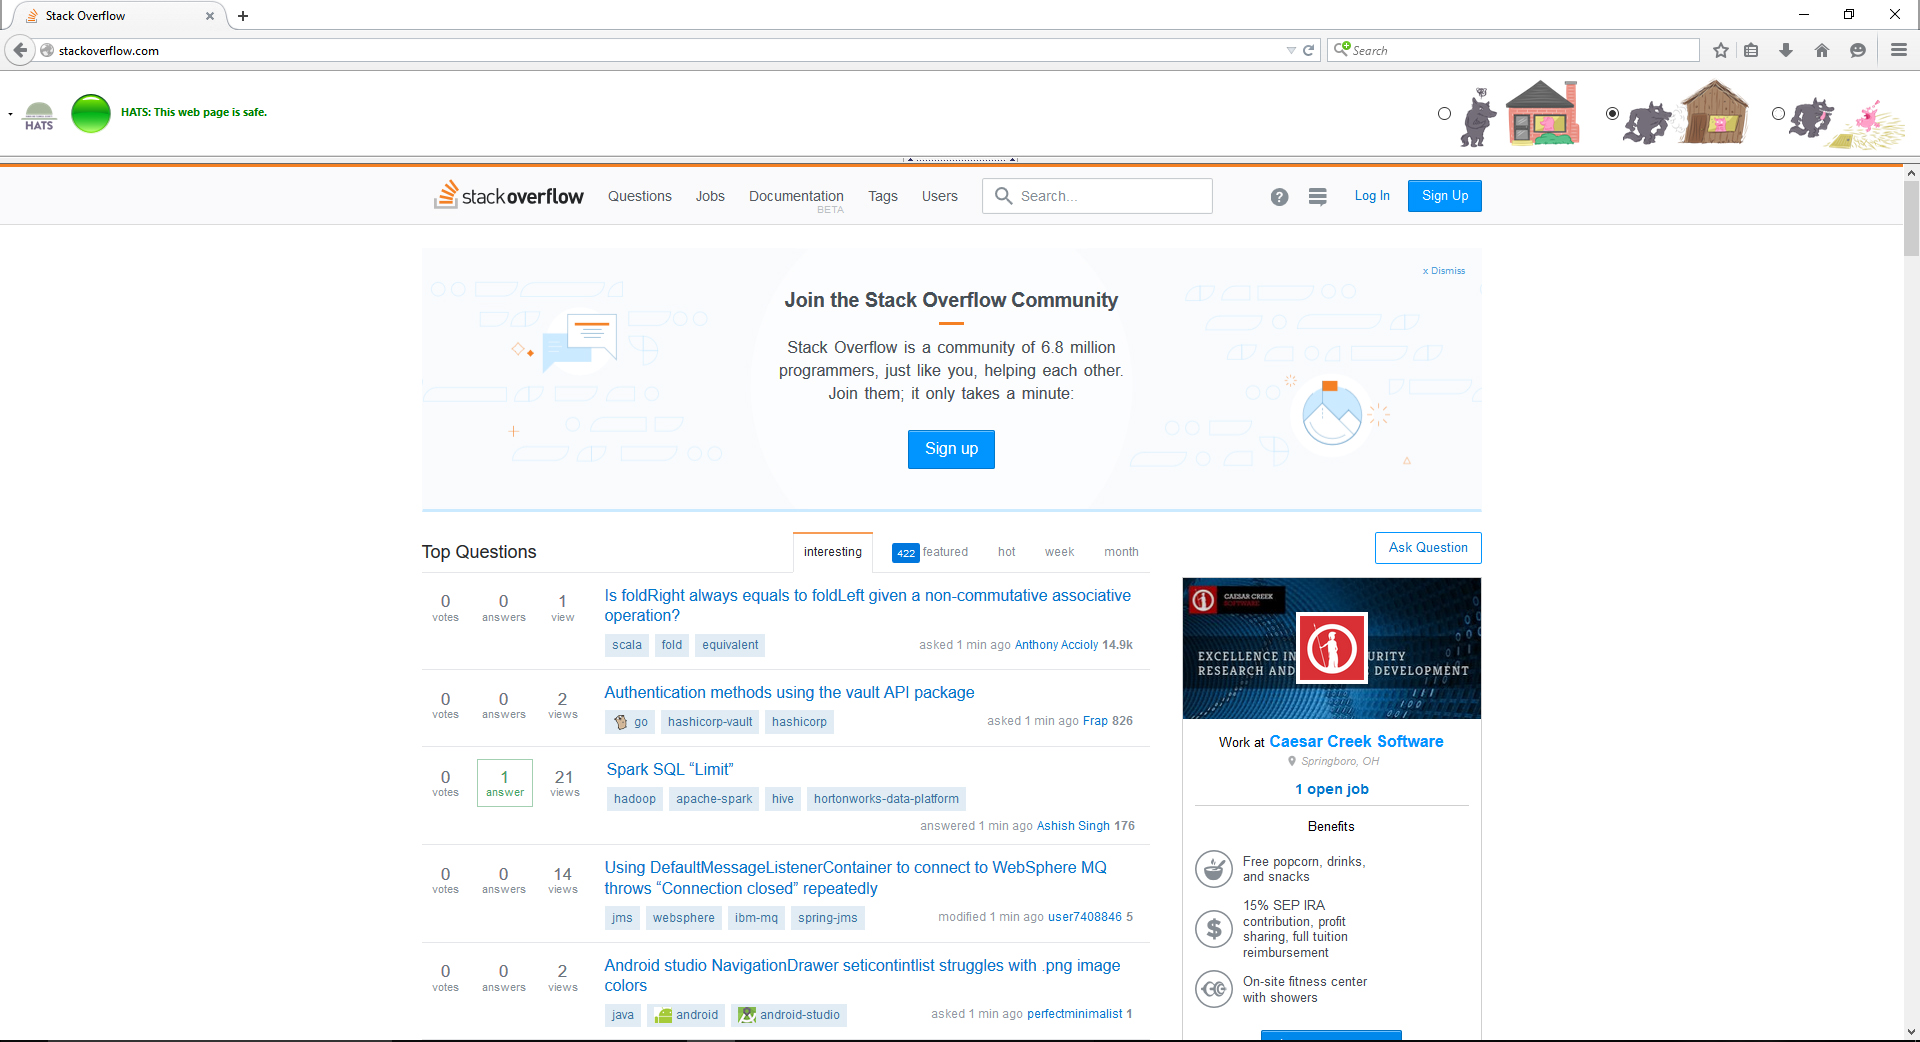 Stack Overflow
stackoverflow.com
Search
HATS
HATS: This web page is safe.
stackoverflow
Questions
Jobs
Documentation
BETA
Tags
Users
Search...
?
Log In
Sign Up
x Dismiss
Join the Stack Overflow Community
Stack Overflow is a community of 6.8 million
programmers, just like you, helping each other.
Join them; it only takes a minute:
Sign up
Top Questions
interesting
422 featured
hot
week
month
Ask Question
0 0 1
votes answers view
Is foldRight always equals to foldLeft given a non-commutative associative
operation?
scala fold equivalent
asked 1 min ago Anthony Accioly 14.9k
0 0 2
votes answers views
Authentication methods using the vault API package
go hashicorp-vault hashicorp
asked 1 min ago Frap 826
0 1 21
votes answer views
Spark SQL “Limit”
hadoop apache-spark hive hortonworks-data-platform
answered 1 min ago Ashish Singh 176
0 0 14
votes answers views
Using DefaultMessageListenerContainer to connect to WebSphere MQ
throws “Connection closed” repeatedly
jms websphere ibm-mq spring-jms
modified 1 min ago user7408846 5
0 0 2
votes answers views
Android studio NavigationDrawer seticontintlist struggles with .png image
colors
java android android-studio
asked 1 min ago perfectminimalist 1
CAESAR CREEK
SOFTWARE
EXCELLENCE IN URITY
RESEARCH AND DEVELOPMENT
Work at Caesar Creek Software
Springboro, OH
1 open job
Benefits
Free popcorn, drinks,
and snacks
$
15% SEP IRA
contribution, profit
sharing, full tuition
reimbursement
On-site fitness center
with showers